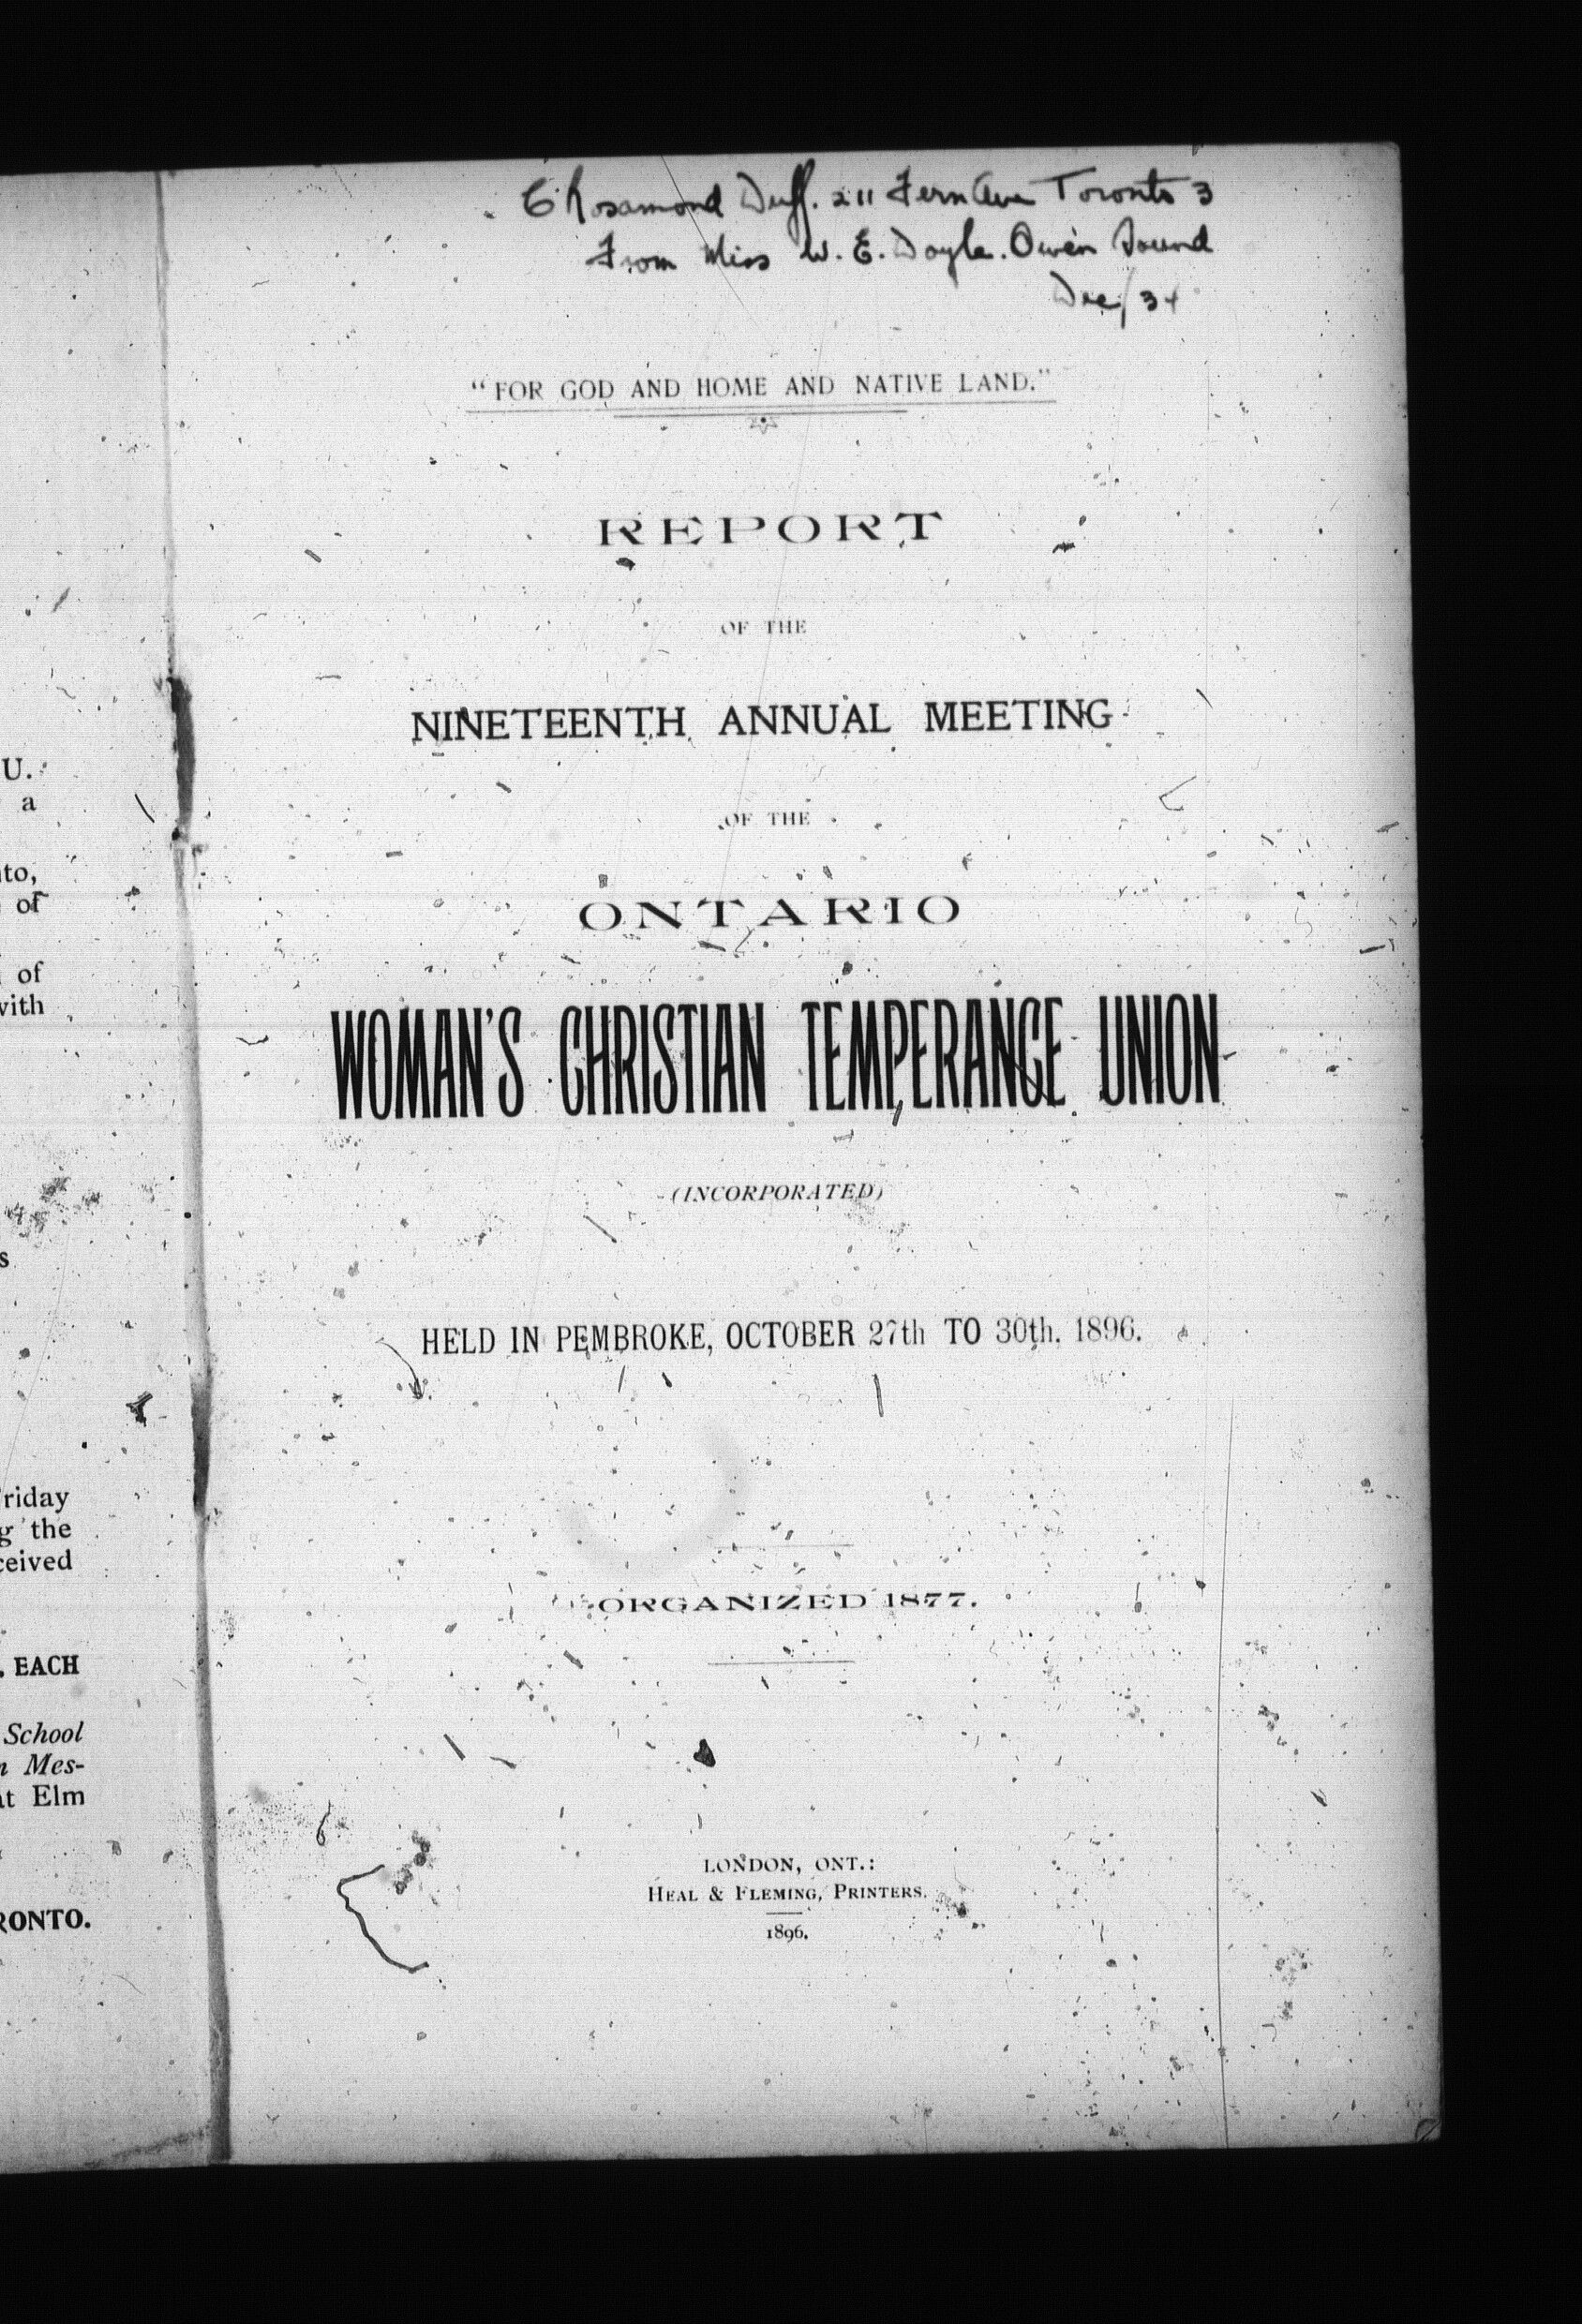 C Rosamond Duff. 211 Fern Ave Toronto 3
From Miss W. E. Doyle. Owen Sound
Dec/34
"FOR GOD AND HOME AND NATIVE LAND."
REPORT
OF THE
NINETEENTH ANNUAL MEETING
OF THE
ONTARIO
WOMAN'S CHRISTIAN TEMPERANCE UNION
(INCORPORATED)
HELD IN PEMBROKE, OCTOBER 27th TO 30th. 1896.
ORGANIZED 1877.
LONDON, ONT.:
HEAL & FLEMING, PRINTERS.
1896.
U.
a
to,
of
of
with
s
riday
g the
ceived
. EACH
School
n Mes-
at Elm
RONTO.